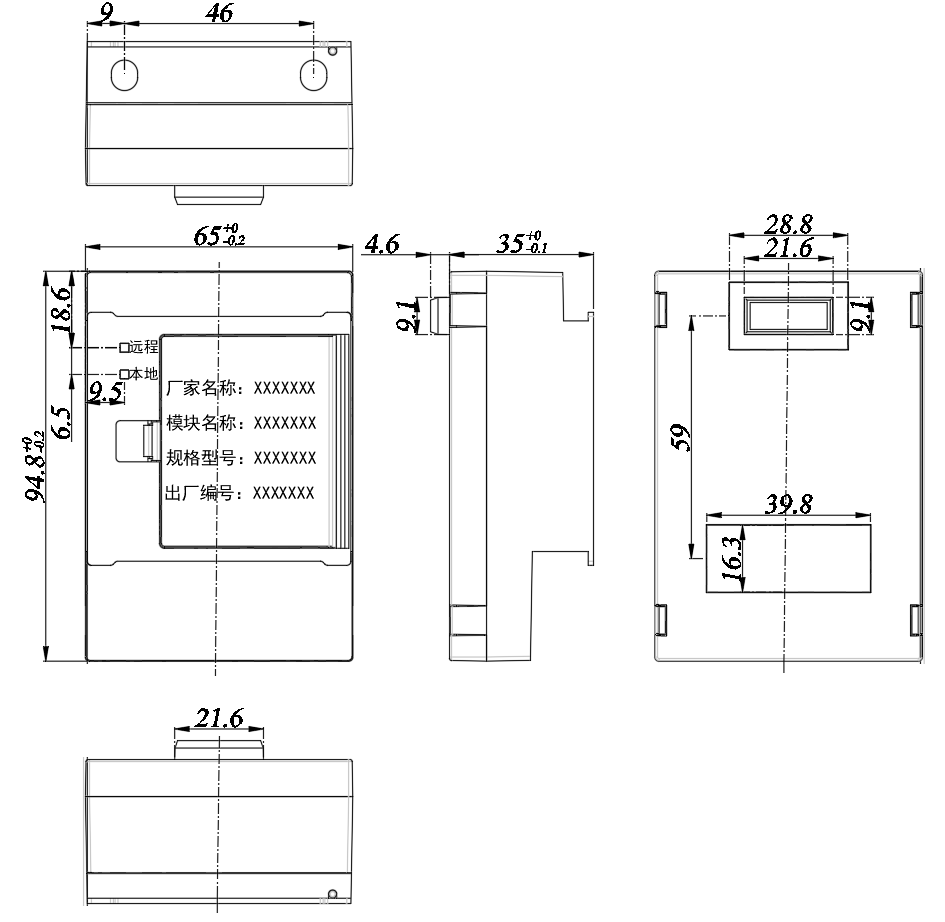 9
46
65 +0 -0.2
4.6
35 +0 -0.1
28.8
21.6
18.6
远程
本地
9.5
6.5
94.8 +0 -0.2
厂家名称：XXXXXXX
模块名称：XXXXXXX
规格型号：XXXXXXX
出厂编号：XXXXXXX
9.1
9.1
59
39.8
16.3
21.6